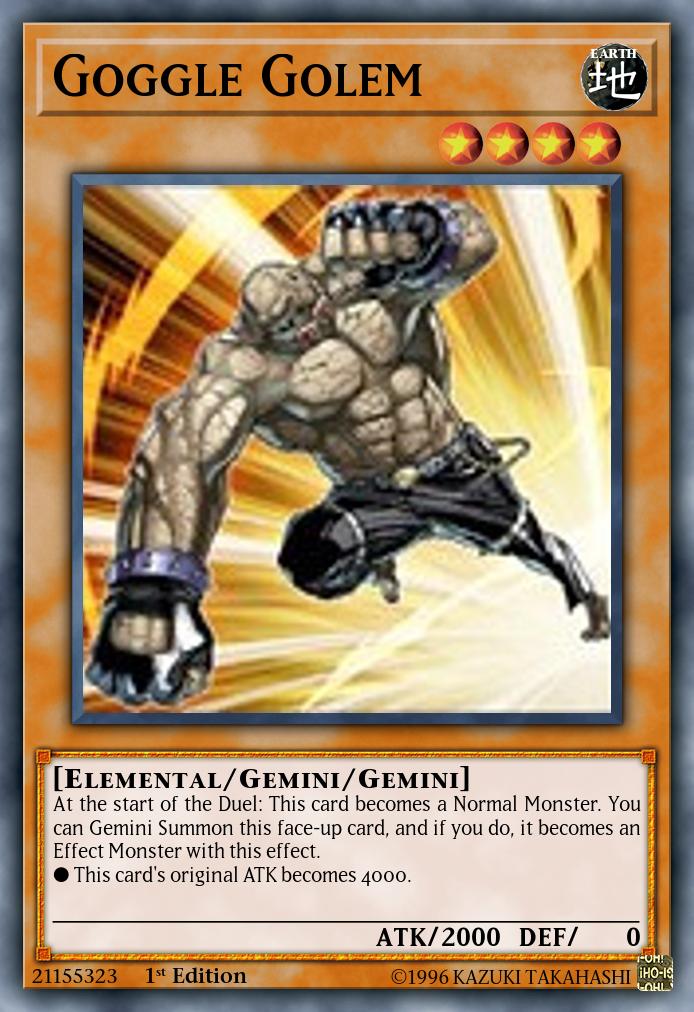 Goggle Golem
EARTH
地
[Elemental/Gemini/Gemini]
At the start of the Duel: This card becomes a Normal Monster. You
can Gemini Summon this face-up card, and if you do, it becomes an
Effect Monster with this effect.
● This card's original ATK becomes 4000.
ATK/2000 DEF/ 0
21155323 1st Edition ©1996 KAZUKI TAKAHASHI